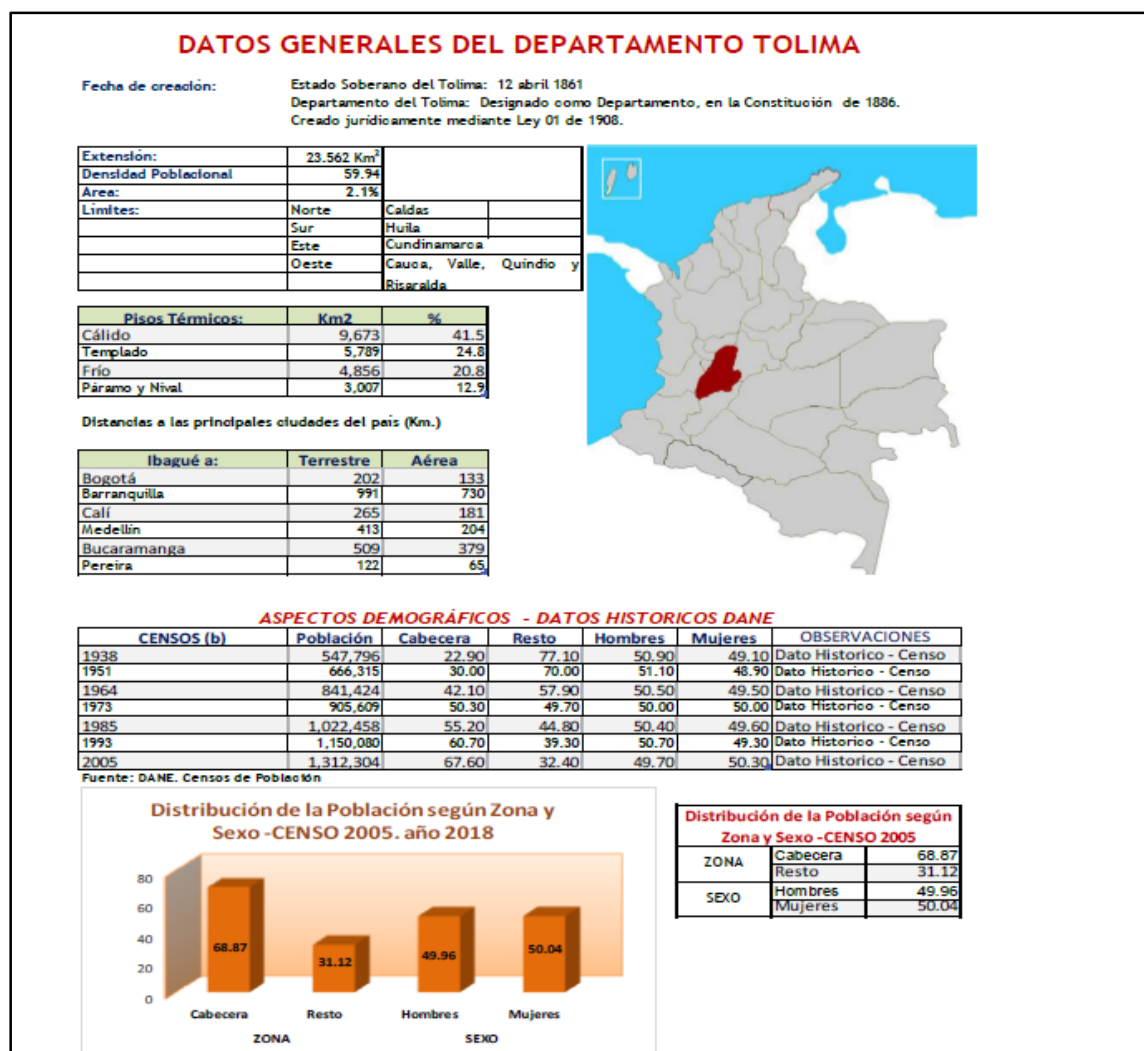 DATOS GENERALES DEL DEPARTAMENTO TOLIMA
Fecha de creación: Estado Soberano del Tolima: 12 abril 1861
Departamento del Tolima: Designado como Departamento, en la Constitución de 1886.
Creado jurídicamente mediante Ley 01 de 1908.
Extensión: 23.562 Km²
Densidad Poblacional 59.94
Area: 2.1%
Limites: Norte Caldas
Sur Huila
Este Cundinamarca
Oeste Cauca, Valle, Quindio y
Risaralda
Pisos Térmicos: Km2 %
Cálido 9,673 41.5
Templado 5,789 24.8
Frío 4,856 20.8
Páramo y Nival 3,007 12.9
Distancias a las principales ciudades del país (Km.)
Ibagué a: Terrestre Aérea
Bogotá 202 133
Barranquilla 991 730
Calí 265 181
Medellín 413 204
Bucaramanga 509 379
Pereira 122 65
ASPECTOS DEMOGRÁFICOS - DATOS HISTORICOS DANE
CENSOS (b) Población Cabecera Resto Hombres Mujeres OBSERVACIONES
1938 547,796 22.90 77.10 50.90 49.10 Dato Historico - Censo
1951 666,315 30.00 70.00 51.10 48.90 Dato Historico - Censo
1964 841,424 42.10 57.90 50.50 49.50 Dato Historico - Censo
1973 905,609 50.30 49.70 50.00 50.00 Dato Historico - Censo
1985 1,022,458 55.20 44.80 50.40 49.60 Dato Historico - Censo
1993 1,150,080 60.70 39.30 50.70 49.30 Dato Historico - Censo
2005 1,312,304 67.60 32.40 49.70 50.30 Dato Historico - Censo
Fuente: DANE. Censos de Población
Distribución de la Población según Zona y
Sexo -CENSO 2005. año 2018
80
60
40
20
0
68.87
31.12
49.96
50.04
Cabecera Resto Hombres Mujeres
ZONA SEXO
Distribución de la Población según
Zona y Sexo -CENSO 2005
ZONA Cabecera 68.87
Resto 31.12
SEXO Hombres 49.96
Mujeres 50.04